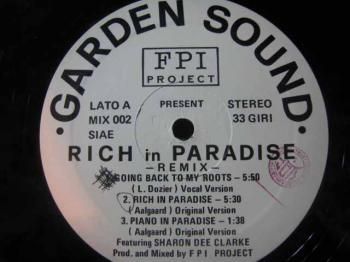 ·GARDEN SOUND·
FPI
PROJECT
LATO A
PRESENT
STEREO
MIX 002
33 GIRI
SIAE
RICH in PARADISE
–REMIX–
GOING BACK TO MY ROOTS – 5:50
( L. Dozier ) Vocal Version
2. RICH IN PARADISE – 5:30
( Aalgaard ) Original Version
3. PIANO IN PARADISE – 1:38
( Aalgaard ) Original Version
Featuring SHARON DEE CLARKE
Prod. and Mixed by F P I PROJECT